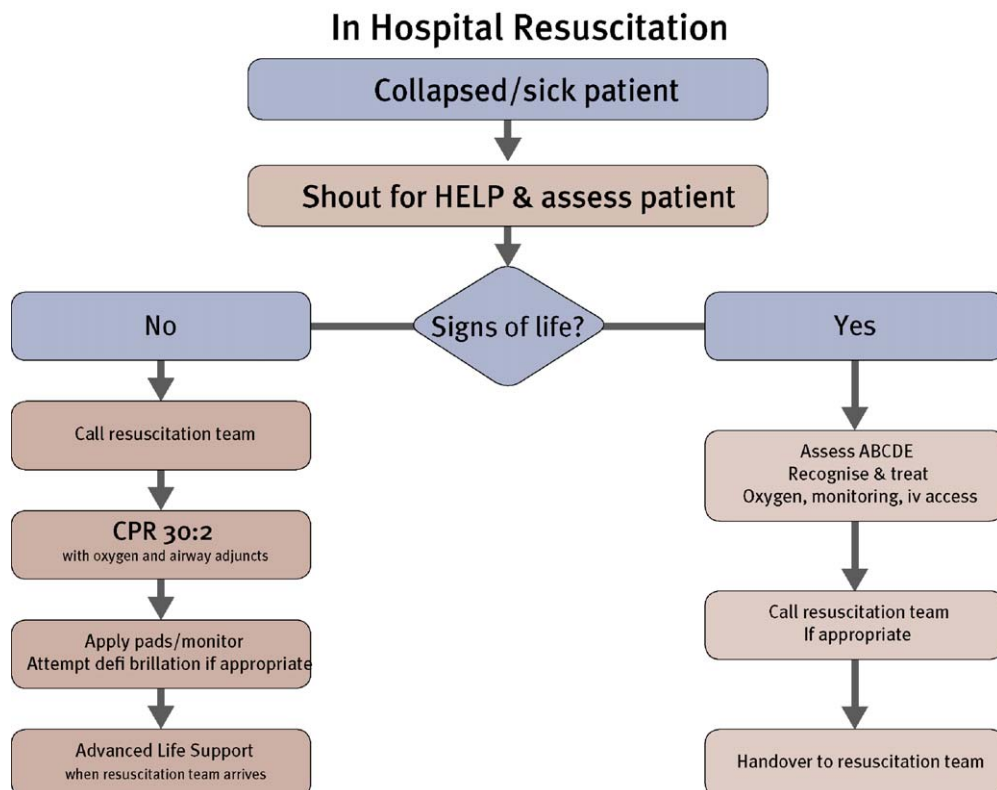 In Hospital Resuscitation
Collapsed/sick patient
Shout for HELP & assess patient
Signs of life?
No
Call resuscitation team
CPR 30:2
with oxygen and airway adjuncts
Apply pads/monitor
Attempt defi brillation if appropriate
Advanced Life Support
when resuscitation team arrives
Yes
Assess ABCDE
Recognise & treat
Oxygen, monitoring, iv access
Call resuscitation team
If appropriate
Handover to resuscitation team